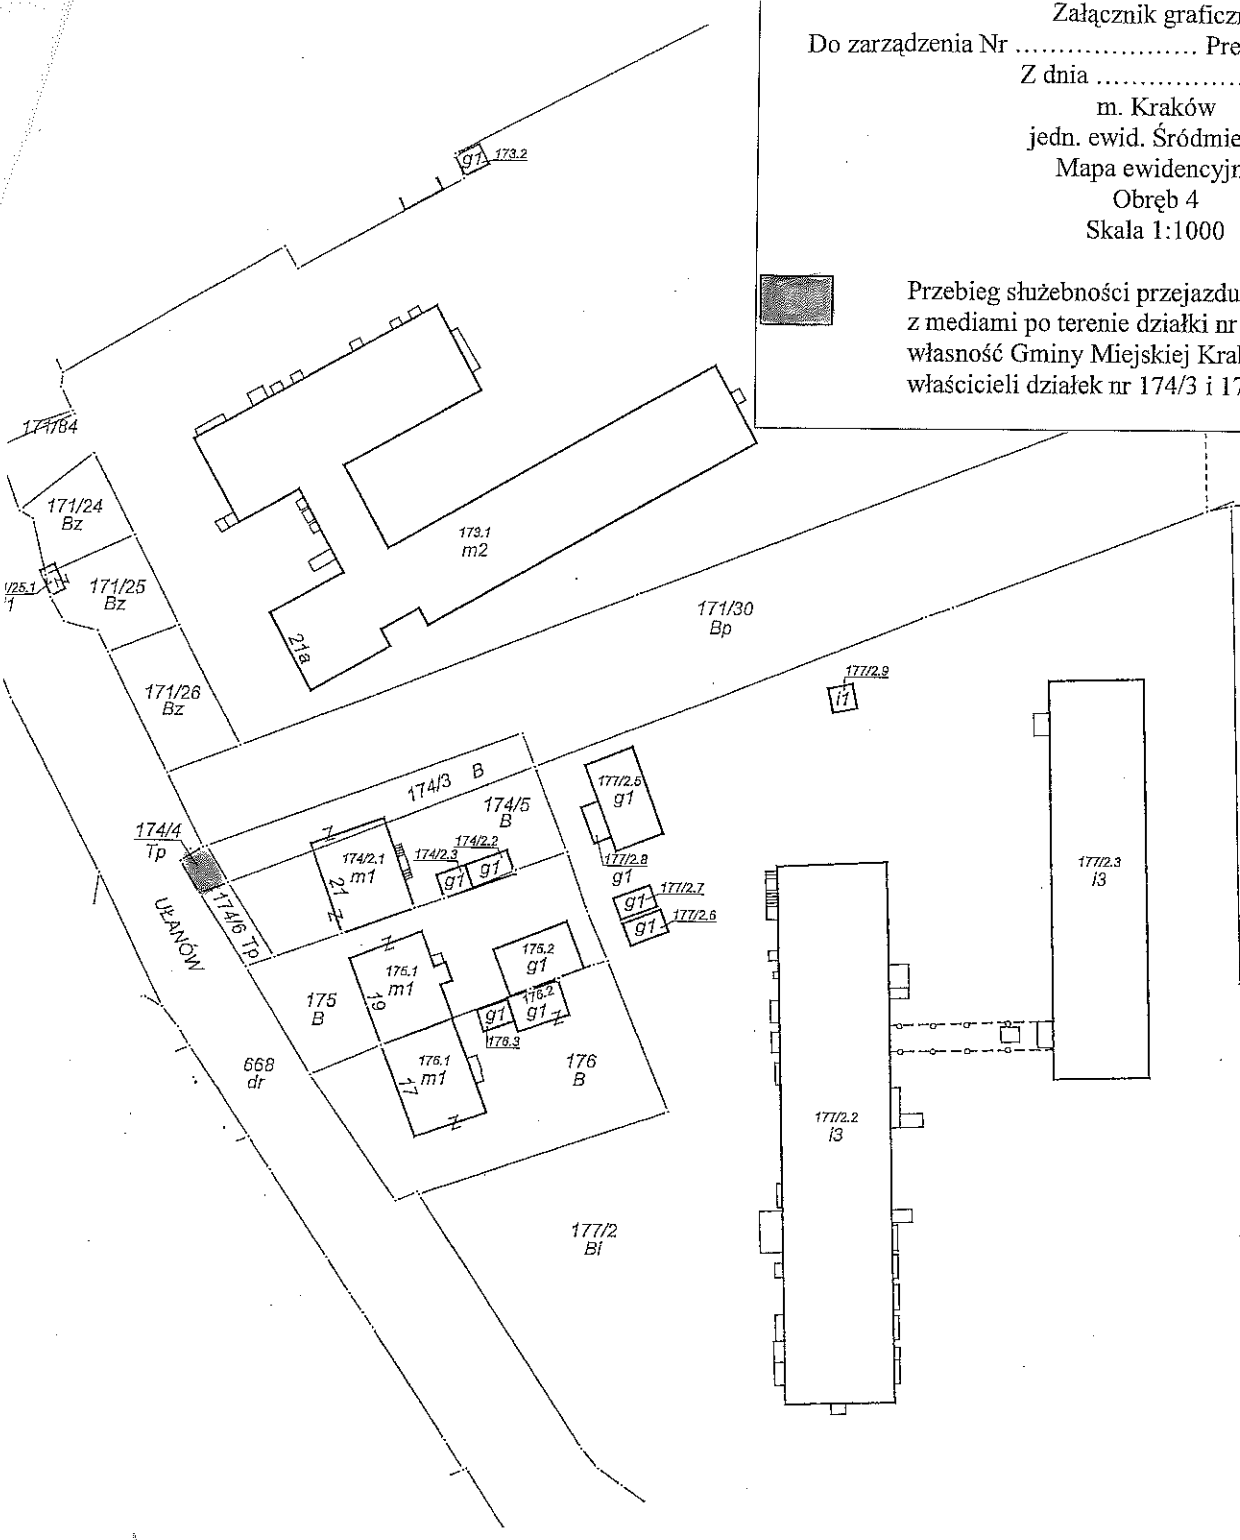 Załącznik graficzn
Do zarządzenia Nr ..................... Pre
Z dnia .................
m. Kraków
jedn. ewid. Śródmie
Mapa ewidencyjn
Obręb 4
Skala 1:1000
Przebieg służebności przejazdu
z mediami po terenie działki nr
własność Gminy Miejskiej Kra
właścicieli działek nr 174/3 i 17
g1 173.2
171/84
171/24
Bz
173.1
m2
/25.1
1
171/25
Bz
171/30
Bp
21a
171/26
Bz
177/2.9
i1
174/3 B
177/2.5
g1
174/5
B
174/4
Tp
174/2.1
m1
21
174/2.3
g1
174/2.2
g1
177/2.8
g1
177/2.3
i3
g1 177/2.7
g1 177/2.6
174/6 Tp
UŁANÓW
175
B
175.1
m1
19
175.2
g1
176.2
g1
g1
176.3
668
dr
176.1
m1
17
176
B
177/2.2
i3
177/2
Bi